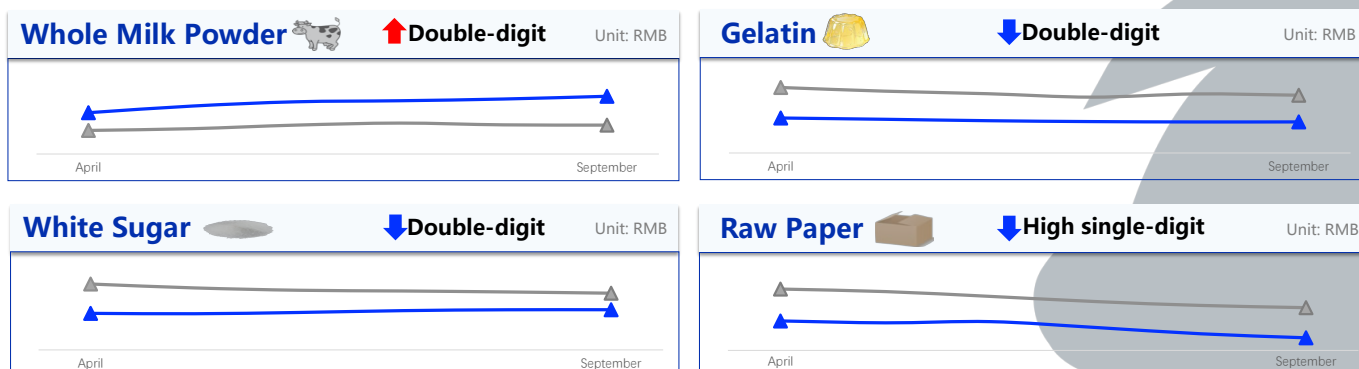 Whole Milk Powder Double-digit Unit: RMB
April September
Gelatin Double-digit Unit: RMB
April September
White Sugar Double-digit Unit: RMB
April September
Raw Paper High single-digit Unit: RMB
April September